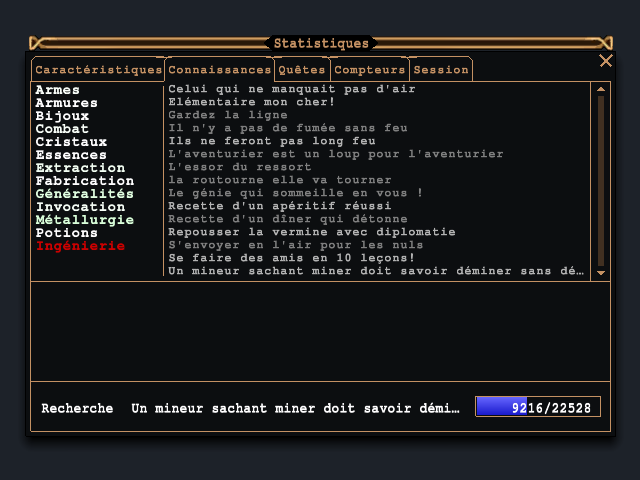 Statistiques
Caractéristiques Connaissances Quêtes Compteurs Session
Armes
Armures
Bijoux
Combat
Cristaux
Essences
Extraction
Fabrication
Généralités
Invocation
Métallurgie
Potions
Ingénierie
Celui qui ne manquait pas d'air
Elémentaire mon cher!
Gardez la ligne
Il n'y a pas de fumée sans feu
Ils ne feront pas long feu
L'aventurier est un loup pour l'aventurier
L'essor du ressort
la routourne elle va tourner
Le génie qui sommeille en vous !
Recette d'un apéritif réussi
Recette d'un dîner qui détonne
Repousser la vermine avec diplomatie
S'envoyer en l'air pour les nuls
Se faire des amis en 10 leçons!
Un mineur sachant miner doit savoir déminer sans dé…
Recherche Un mineur sachant miner doit savoir démi… 9216/22528